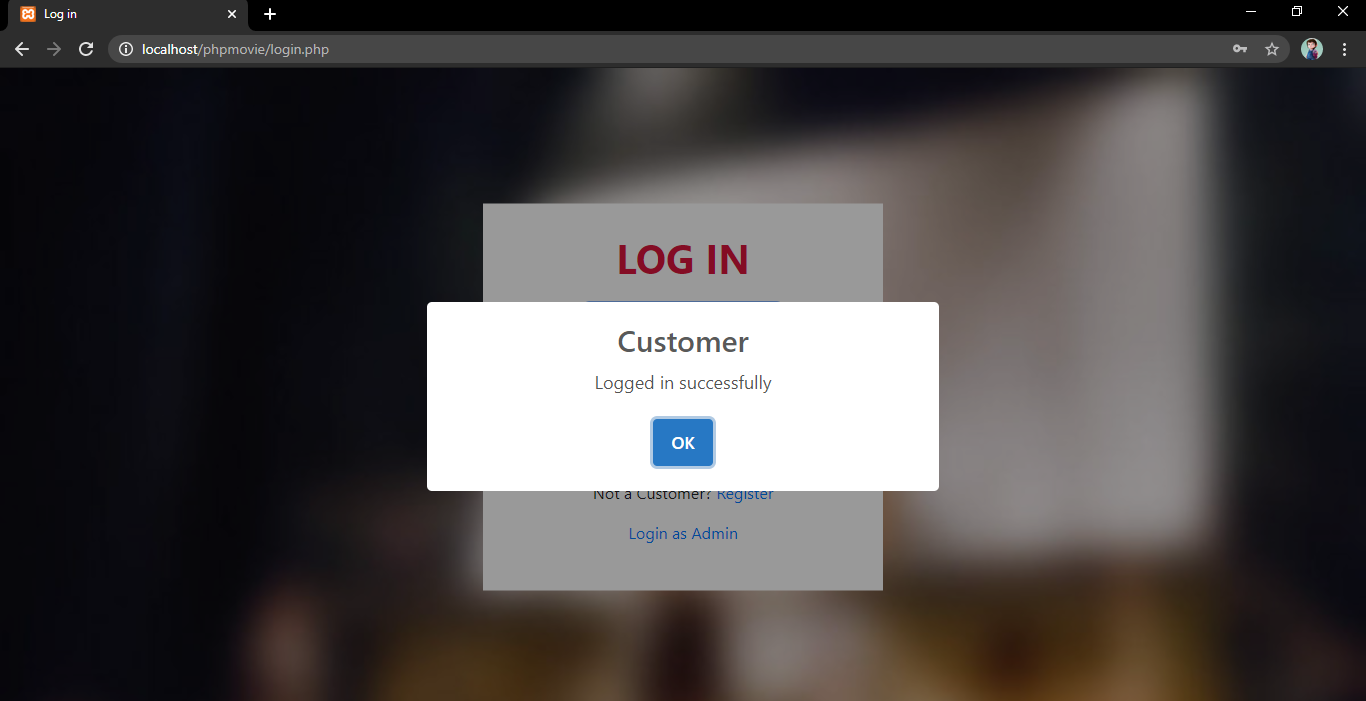 Log in
localhost/phpmovie/login.php
LOG IN
Customer
Logged in successfully
OK
Not a Customer? Register
Login as Admin